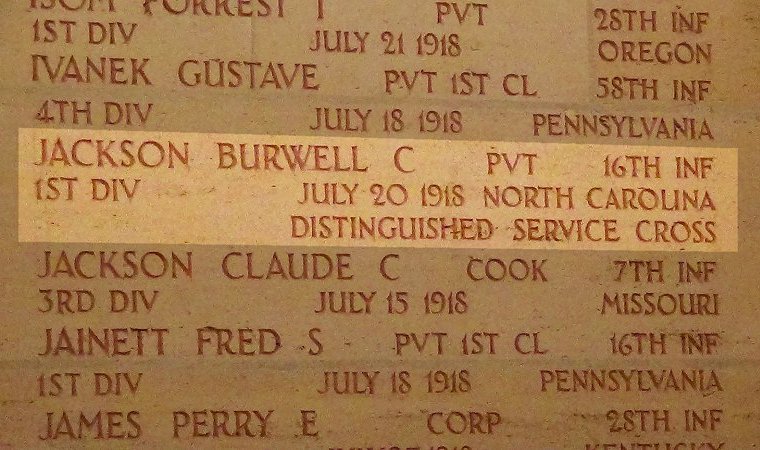 ISOM FORREST I PVT 28TH INF
1ST DIV JULY 21 1918 OREGON
IVANEK GUSTAVE PVT 1ST CL 58TH INF
4TH DIV JULY 18 1918 PENNSYLVANIA
JACKSON BURWELL C PVT 16TH INF
1ST DIV JULY 20 1918 NORTH CAROLINA
DISTINGUISHED SERVICE CROSS
JACKSON CLAUDE C COOK 7TH INF
3RD DIV JULY 15 1918 MISSOURI
JAINETT FRED S PVT 1ST CL 16TH INF
1ST DIV JULY 18 1918 PENNSYLVANIA
JAMES PERRY E CORP 28TH INF
1918 KENTUCKY